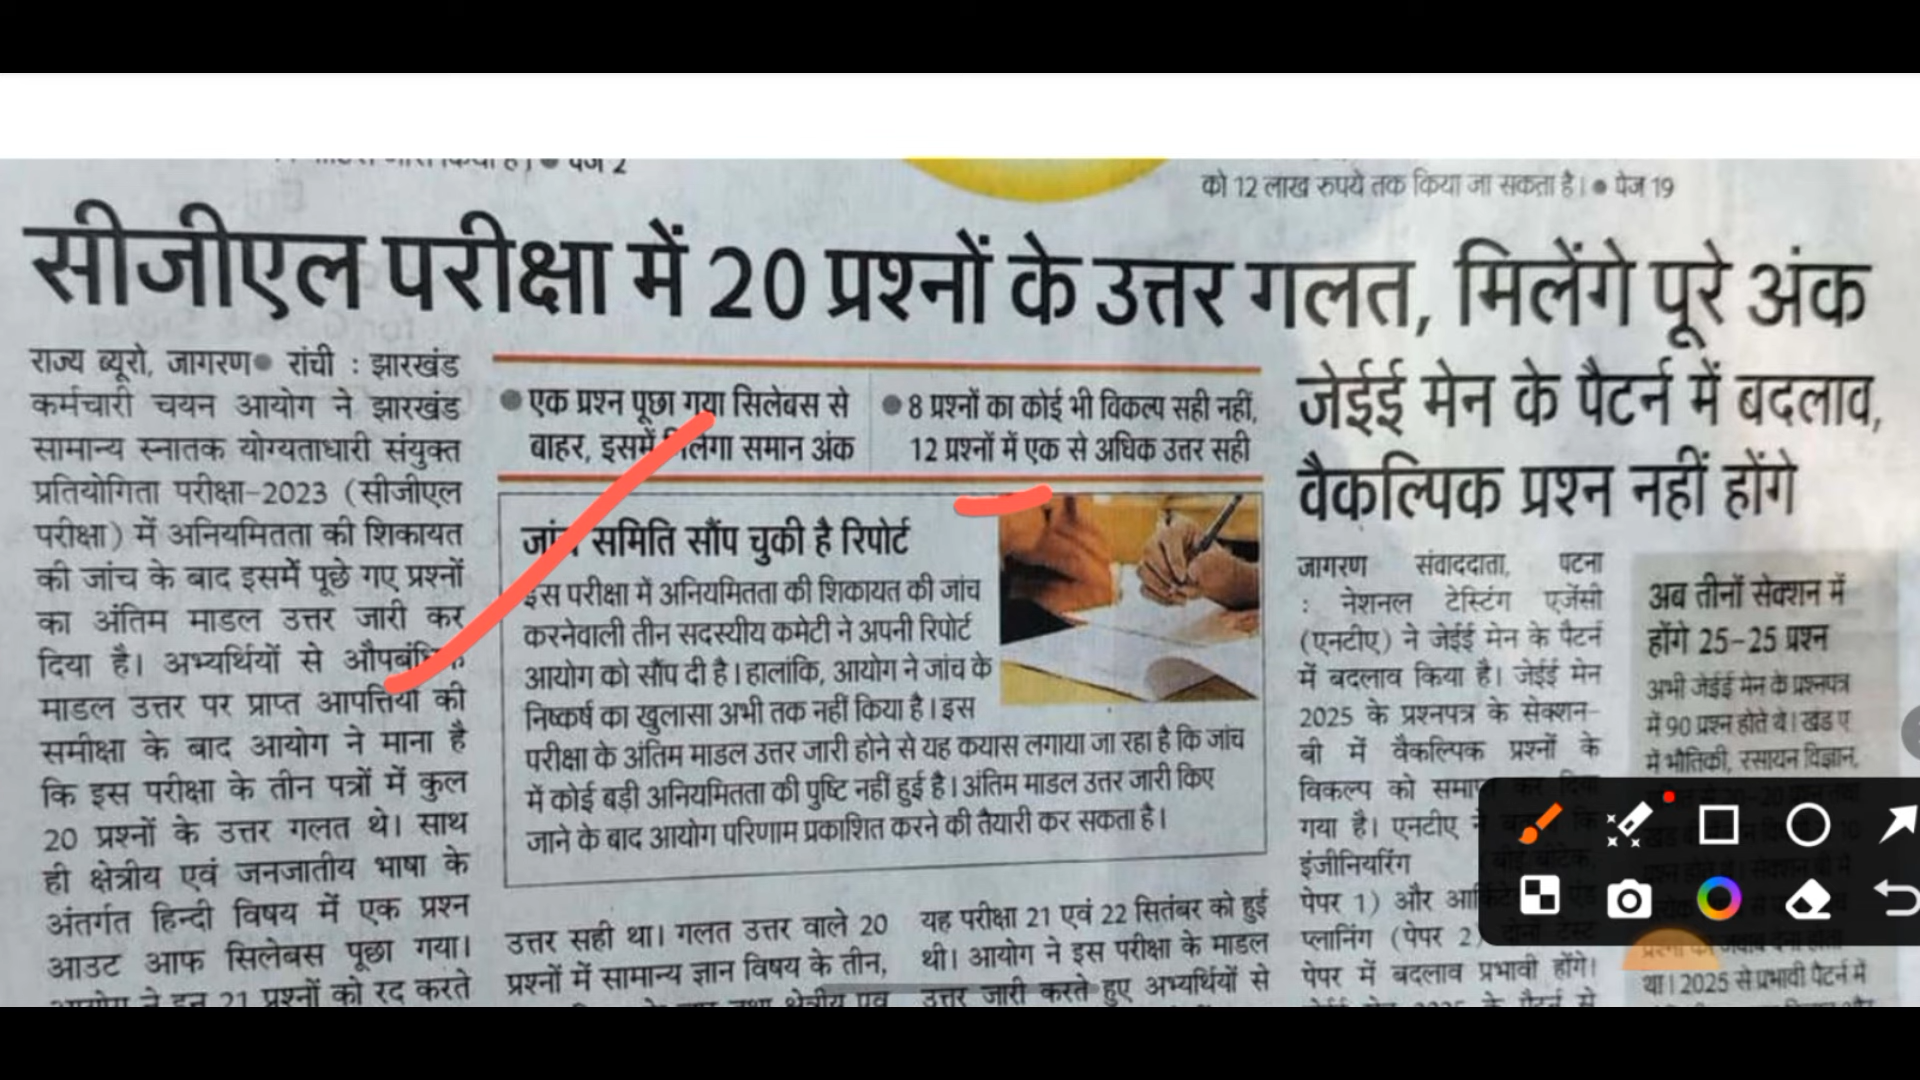 पेज 2
को 12 लाख रुपये तक किया जा सकता है। ● पेज 19
सीजीएल परीक्षा में 20 प्रश्नों के उत्तर गलत, मिलेंगे पूरे अंक
राज्य ब्यूरो, जागरण● रांची : झारखंड
कर्मचारी चयन आयोग ने झारखंड
सामान्य स्नातक योग्यताधारी संयुक्त
प्रतियोगिता परीक्षा-2023 (सीजीएल
परीक्षा) में अनियमितता की शिकायत
की जांच के बाद इसमें पूछे गए प्रश्नों
का अंतिम माडल उत्तर जारी कर
दिया है। अभ्यर्थियों से औपबंधिक
माडल उत्तर पर प्राप्त आपत्तियों की
समीक्षा के बाद आयोग ने माना है
कि इस परीक्षा के तीन पत्रों में कुल
20 प्रश्नों के उत्तर गलत थे। साथ
ही क्षेत्रीय एवं जनजातीय भाषा के
अंतर्गत हिन्दी विषय में एक प्रश्न
आउट आफ सिलेबस पूछा गया।
आयोग ने इन 21 प्रश्नों को रद करते
● एक प्रश्न पूछा गया सिलेबस से
बाहर, इसमें मिलेगा समान अंक
● 8 प्रश्नों का कोई भी विकल्प सही नहीं,
12 प्रश्नों में एक से अधिक उत्तर सही
जांच समिति सौंप चुकी है रिपोर्ट
इस परीक्षा में अनियमितता की शिकायत की जांच
करनेवाली तीन सदस्यीय कमेटी ने अपनी रिपोर्ट
आयोग को सौंप दी है। हालांकि, आयोग ने जांच के
निष्कर्ष का खुलासा अभी तक नहीं किया है। इस
परीक्षा के अंतिम माडल उत्तर जारी होने से यह कयास लगाया जा रहा है कि जांच
में कोई बड़ी अनियमितता की पुष्टि नहीं हुई है। अंतिम माडल उत्तर जारी किए
जाने के बाद आयोग परिणाम प्रकाशित करने की तैयारी कर सकता है।
उत्तर सही था। गलत उत्तर वाले 20
प्रश्नों में सामान्य ज्ञान विषय के तीन,
यह परीक्षा 21 एवं 22 सितंबर को हुई
थी। आयोग ने इस परीक्षा के माडल
उत्तर जारी करते हुए अभ्यर्थियों से
जेईई मेन के पैटर्न में बदलाव,
वैकल्पिक प्रश्न नहीं होंगे
जागरण संवाददाता, पटना
: नेशनल टेस्टिंग एजेंसी
(एनटीए) ने जेईई मेन के पैटर्न
में बदलाव किया है। जेईई मेन
2025 के प्रश्नपत्र के सेक्शन-
बी में वैकल्पिक प्रश्नों के
विकल्प को समाप्त कर दिया
गया है। एनटीए ने
इंजीनियरिंग
पेपर 1) और
प्लानिंग (पेपर 2)
पेपर में बदलाव प्रभावी होंगे।
अब तीनों सेक्शन में
होंगे 25-25 प्रश्न
अभी जेईई मेन के प्रश्नपत्र
में 90 प्रश्न होते थे। खंड ए
में भौतिकी, रसायन विज्ञान,
था। 2025 से प्रभावी पैटर्न में